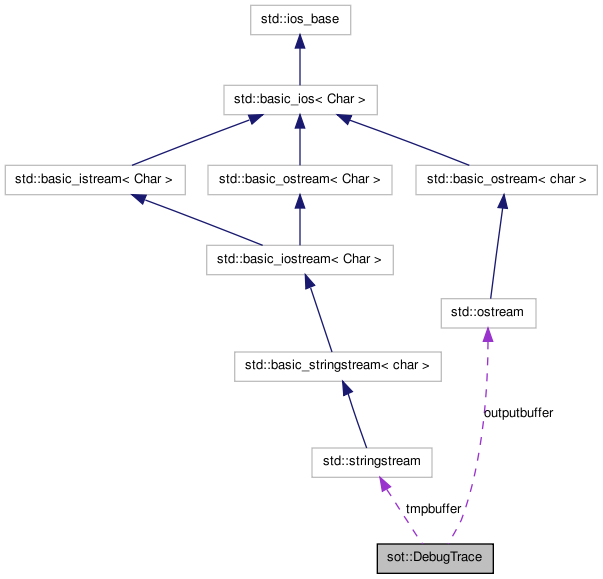 std::ios_base
std::basic_ios< Char >
std::basic_istream< Char >
std::basic_ostream< Char >
std::basic_ostream< char >
std::basic_iostream< Char >
std::ostream
std::basic_stringstream< char >
outputbuffer
std::stringstream
tmpbuffer
sot::DebugTrace